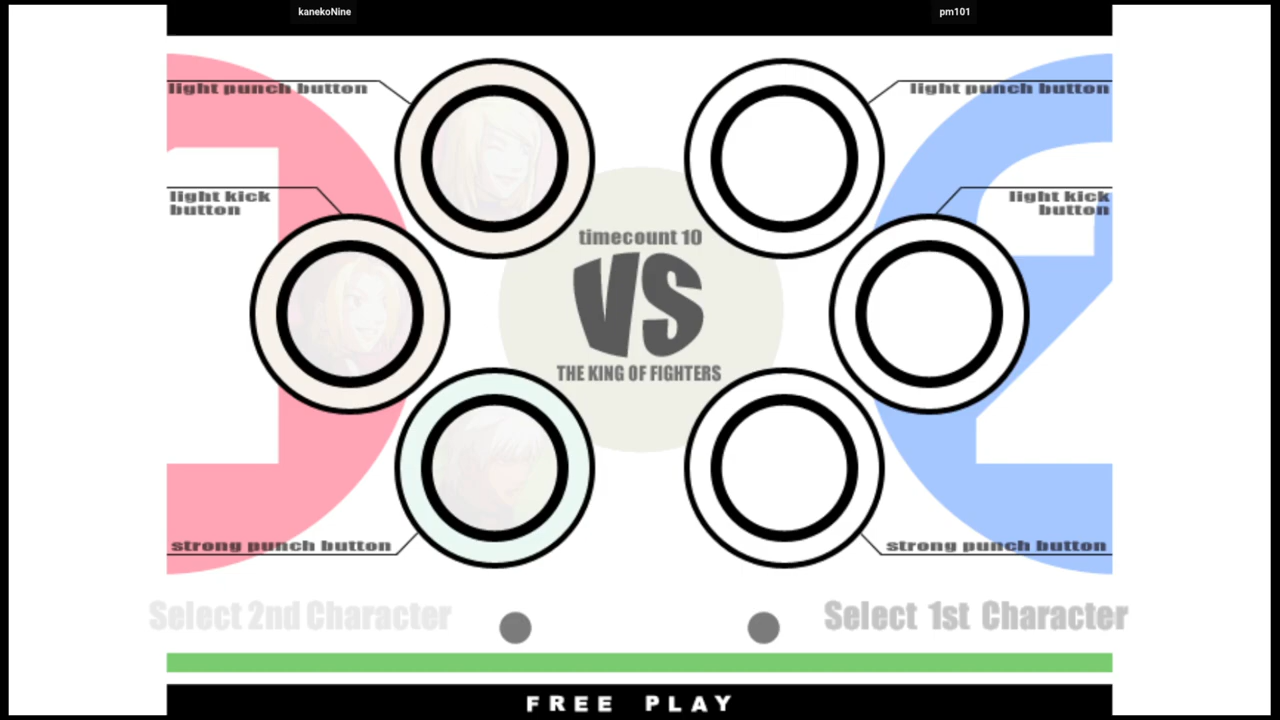 kanekoNine
pm101
light punch button
light punch button
light kick
button
light kick
button
timecount 10
VS
THE KING OF FIGHTERS
strong punch button
strong punch button
Select 2nd Character
Select 1st Character
FREE PLAY